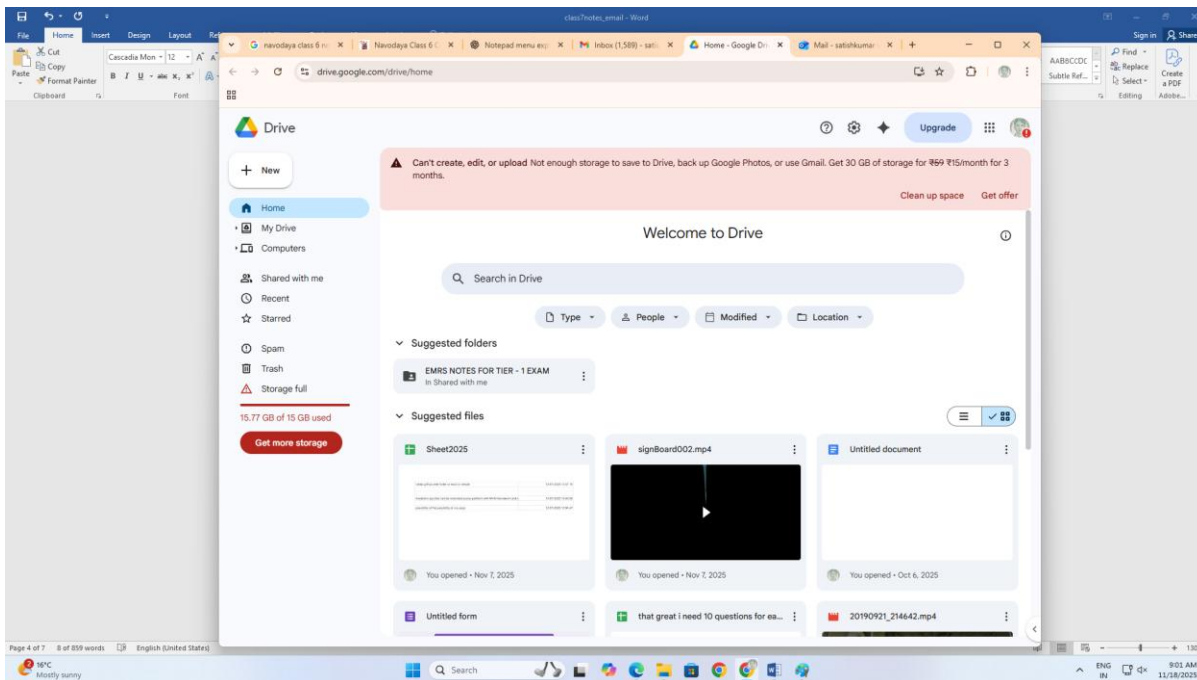 class7notes_email - Word
File Home Insert Design Layout
Sign in Share
Paste
Cut
Copy
Format Painter
Clipboard
Cascadia Mon 12
Font
AaBbCcDc
Subtle Ref...
Find
Replace
Select
Editing
Create
a PDF
Adobe...
navodaya class 6 n
Navodaya Class 6
Notepad menu exp
Inbox (1,589) - sati
Home - Google Dri
Mail - satishkumar
drive.google.com/drive/home
Drive
Upgrade
New
Home
My Drive
Computers
Shared with me
Recent
Starred
Spam
Trash
Storage full
15.77 GB of 15 GB used
Get more storage
Can't create, edit, or upload Not enough storage to save to Drive, back up Google Photos, or use Gmail. Get 30 GB of storage for ₹59 ₹15/month for 3
months.
Clean up space Get offer
Welcome to Drive
Search in Drive
Type People Modified Location
Suggested folders
EMRS NOTES FOR TIER - 1 EXAM
In Shared with me
Suggested files
Sheet2025
You opened • Nov 7, 2025
signBoard002.mp4
You opened • Nov 7, 2025
Untitled document
You opened • Oct 6, 2025
Untitled form
that great i need 10 questions for ea...
20190921_214642.mp4
Page 4 of 7 8 of 859 words English (United States)
130
2
16°C
Mostly sunny
Search
ENG
IN
9:01 AM
11/18/2025